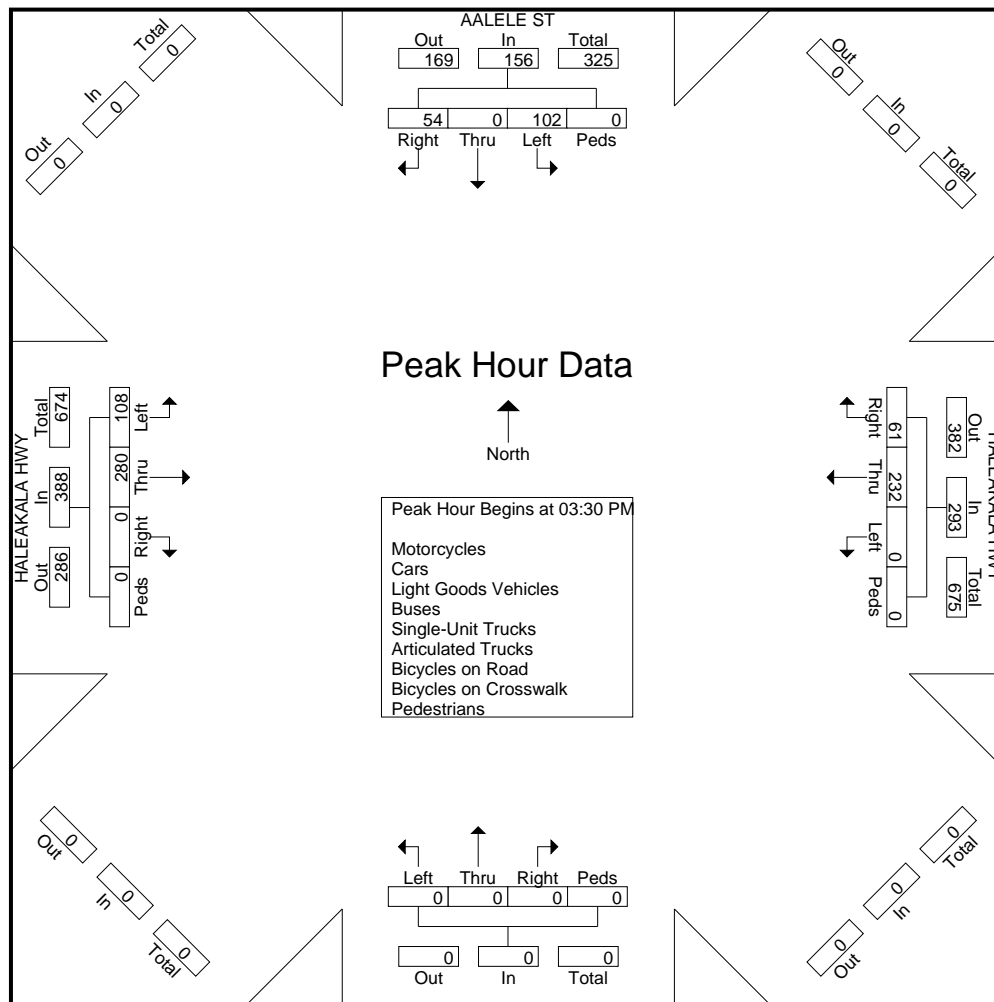 AALELE ST
Out In Total
169 156 325
54 0 102 0
Right Thru Left Peds
Total
0
In
0
Out
0
Out
0
In
0
Total
0
Peak Hour Data
North
Peak Hour Begins at 03:30 PM
Motorcycles
Cars
Light Goods Vehicles
Buses
Single-Unit Trucks
Articulated Trucks
Bicycles on Road
Bicycles on Crosswalk
Pedestrians
HALEAKALA HWY
Out In Total
286 388 674
0 0 280 108
Peds Right Thru Left
HALEAKALA HWY
Out In Total
382 293 675
61 232 0 0
Right Thru Left Peds
Out
0
In
0
Total
0
Left Thru Right Peds
0 0 0 0
0 0 0
Out In Total
Total
0
In
0
Out
0